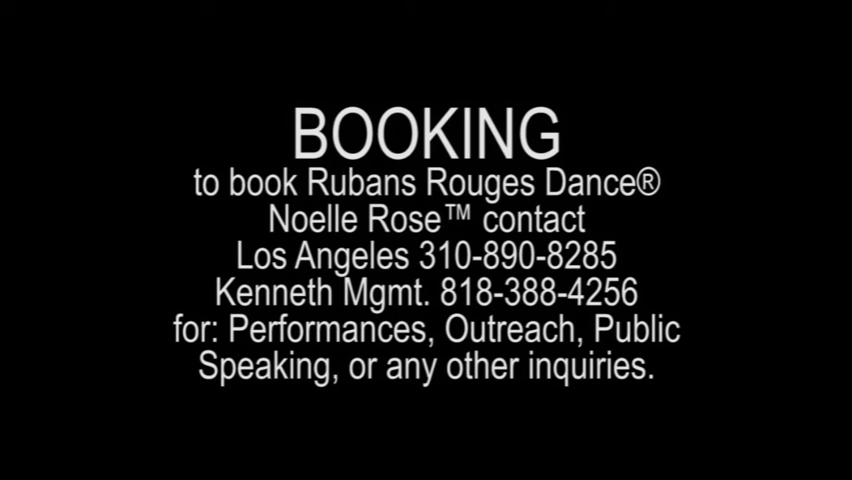 BOOKING
to book Rubans Rouges Dance®
Noelle Rose™ contact
Los Angeles 310-890-8285
Kenneth Mgmt. 818-388-4256
for: Performances, Outreach, Public
Speaking, or any other inquiries.